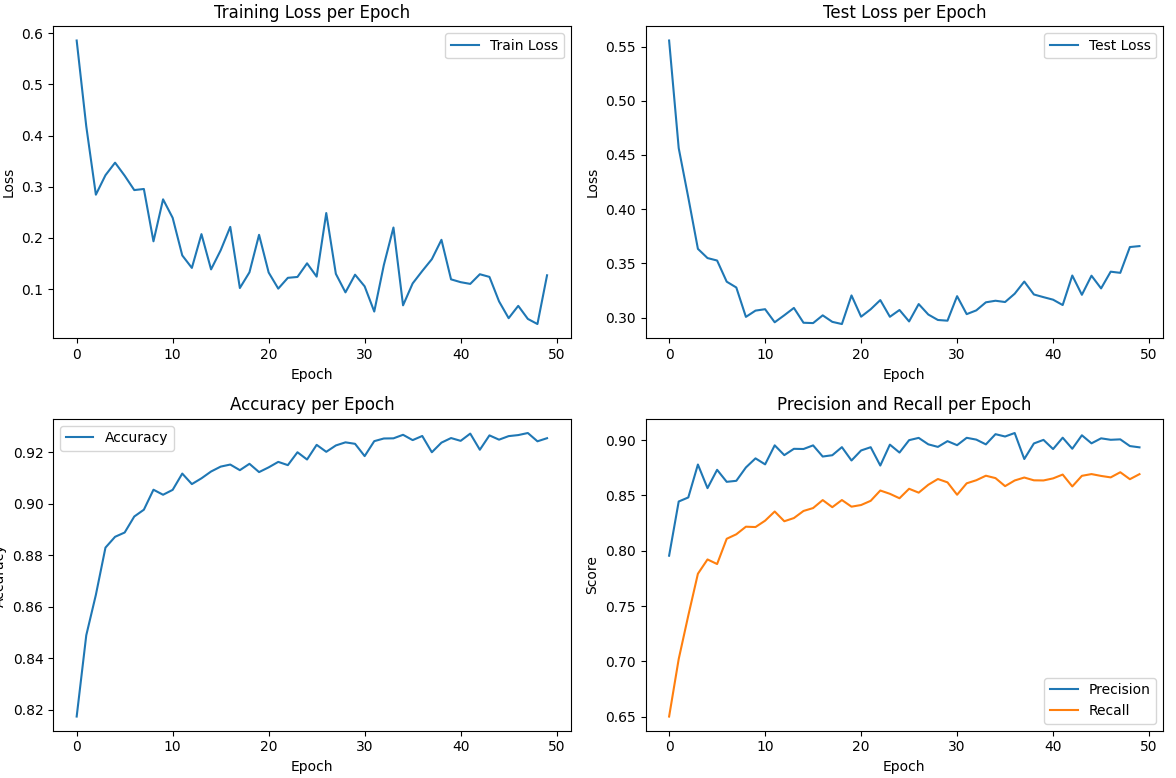 Training Loss per Epoch
Train Loss
0.6
0.5
0.4
0.3
0.2
0.1
Loss
0 10 20 30 40 50
Epoch
Test Loss per Epoch
Test Loss
0.55
0.50
0.45
0.40
0.35
0.30
Loss
0 10 20 30 40 50
Epoch
Accuracy per Epoch
Accuracy
0.92
0.90
0.88
0.86
0.84
0.82
Accuracy
0 10 20 30 40 50
Epoch
Precision and Recall per Epoch
0.90
0.85
0.80
0.75
0.70
0.65
Score
Precision
Recall
0 10 20 30 40 50
Epoch